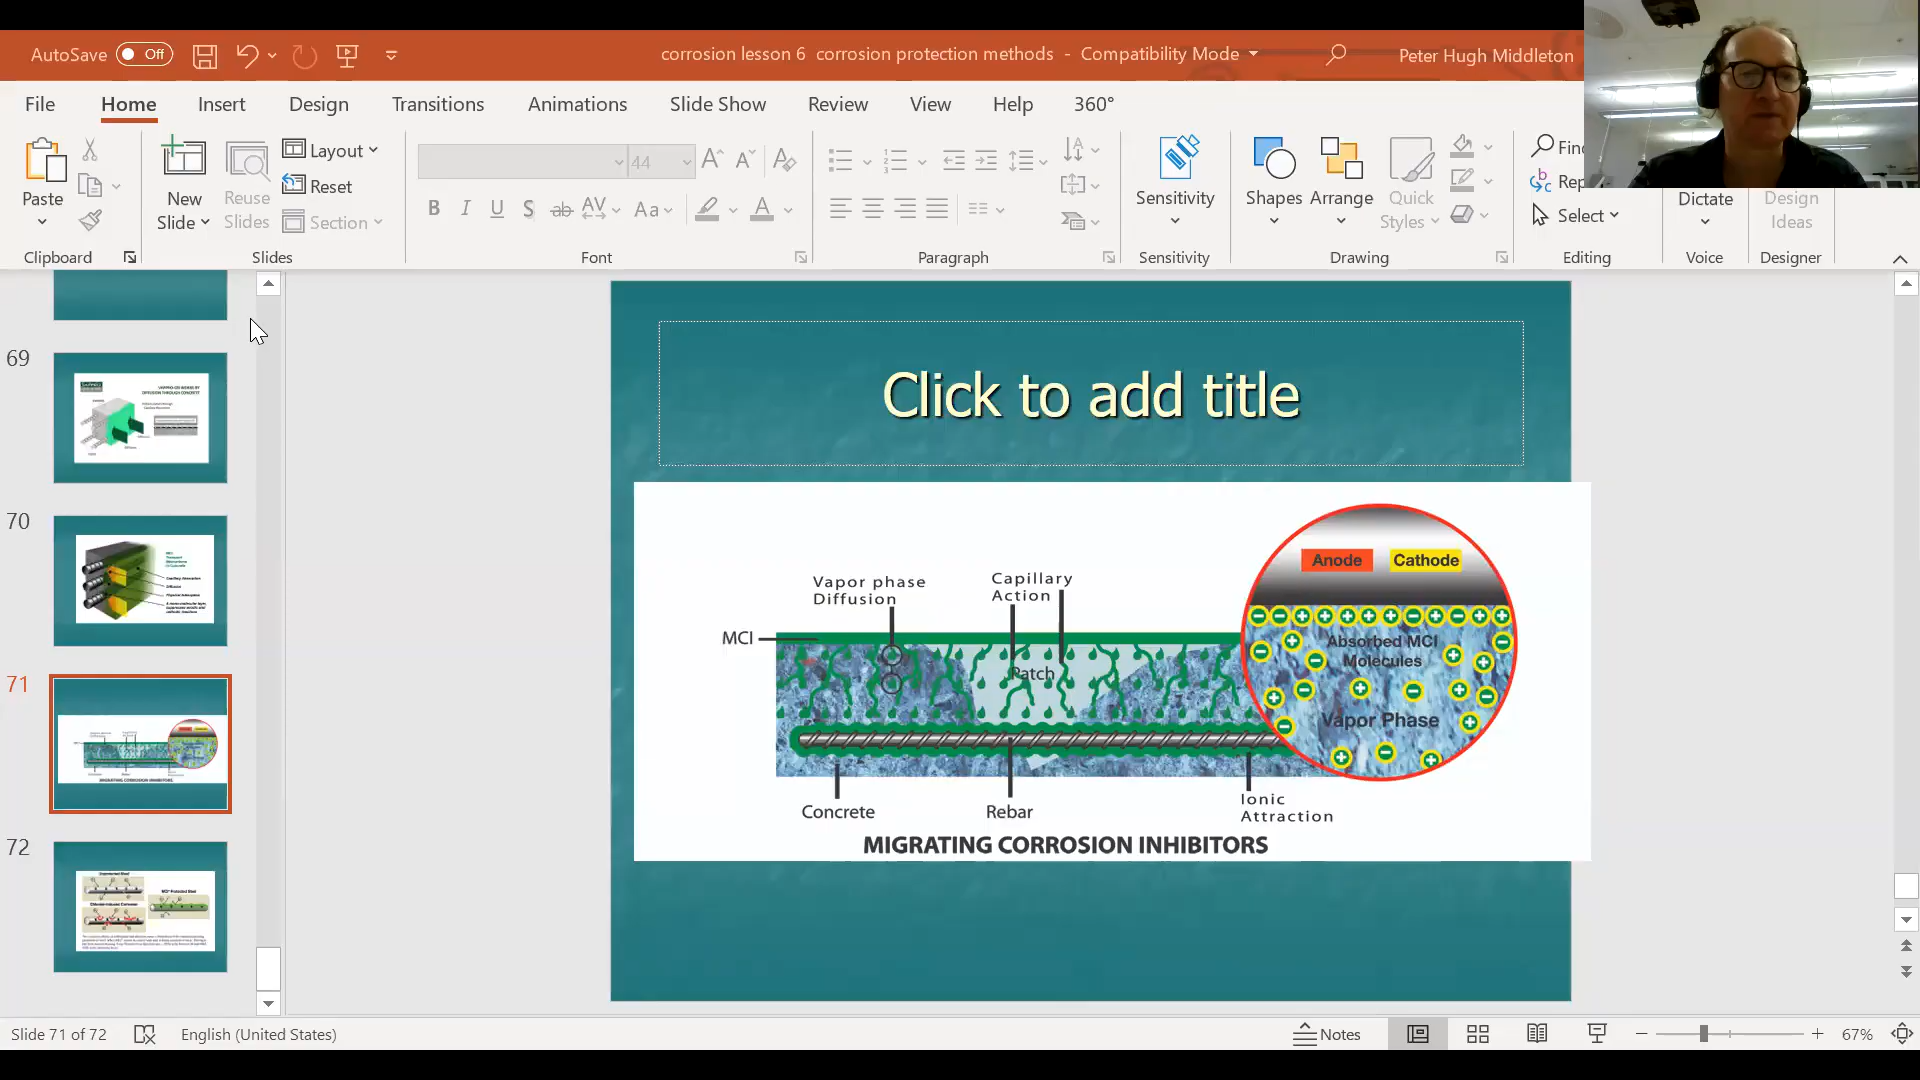 AutoSave Off
corrosion lesson 6 corrosion protection methods - Compatibility Mode
Peter Hugh Middleton
File Home Insert Design Transitions Animations Slide Show Review View Help 360°
Paste
Clipboard
New
Slide
Reuse
Slides
Layout
Reset
Section
Slides
44
B I U S ab AV Aa A
Font
Paragraph
Sensitivity
Sensitivity
Shapes
Arrange
Quick
Styles
Drawing
Select
Editing
Dictate
Voice
Design
Ideas
Designer
69
70
71
72
Click to add title
Vapor phase
Diffusion
Capillary
Action
MCI
Patch
Concrete
Rebar
Ionic
Attraction
Anode Cathode
Absorbed MCI
Molecules
Vapor Phase
MIGRATING CORROSION INHIBITORS
Slide 71 of 72
English (United States)
Notes
67%